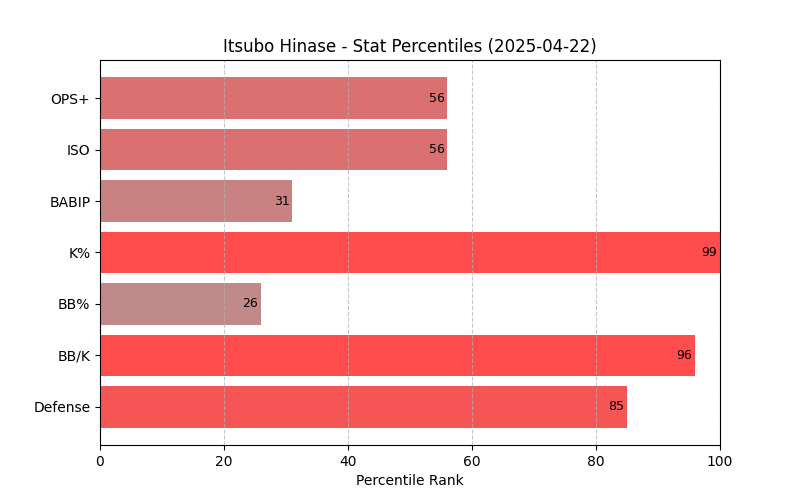 Itsubo Hinase - Stat Percentiles (2025-04-22)
OPS+ 56
ISO 56
BABIP 31
K% 99
BB% 26
BB/K 96
Defense 85
0 20 40 60 80 100
Percentile Rank